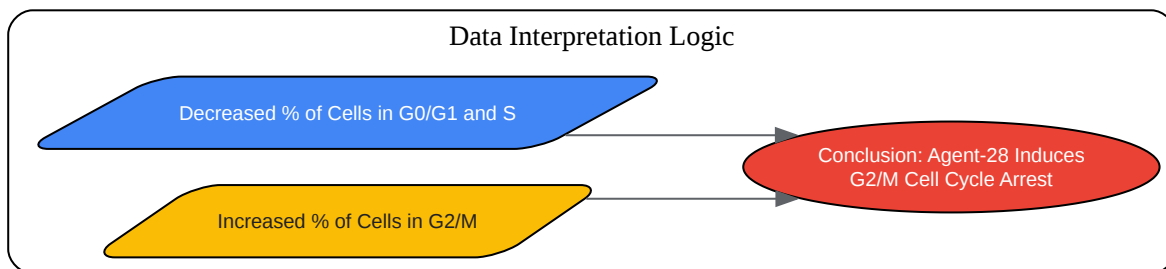 Data Interpretation Logic
Decreased % of Cells in G0/G1 and S
Conclusion: Agent-28 Induces
G2/M Cell Cycle Arrest
Increased % of Cells in G2/M